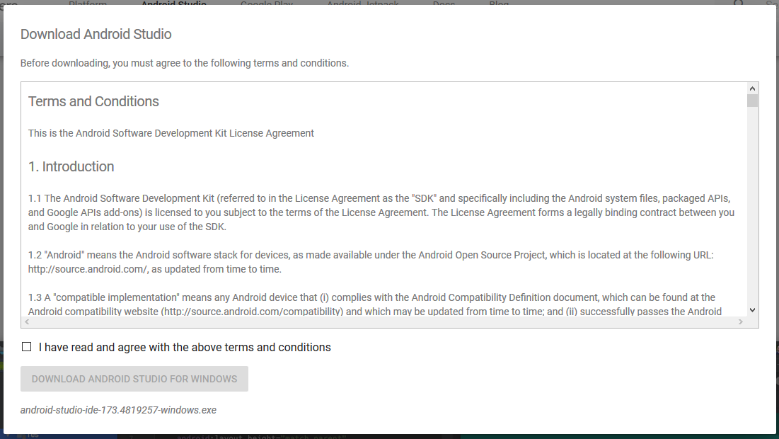 Platform Android Studio Google Play Android Jetpack Docs Blog
Download Android Studio
Before downloading, you must agree to the following terms and conditions.
Terms and Conditions
This is the Android Software Development Kit License Agreement
1. Introduction
1.1 The Android Software Development Kit (referred to in the License Agreement as the "SDK" and specifically including the Android system files, packaged APIs,
and Google APIs add-ons) is licensed to you subject to the terms of the License Agreement. The License Agreement forms a legally binding contract between you
and Google in relation to your use of the SDK.
1.2 "Android" means the Android software stack for devices, as made available under the Android Open Source Project, which is located at the following URL:
http://source.android.com/, as updated from time to time.
1.3 A "compatible implementation" means any Android device that (i) complies with the Android Compatibility Definition document, which can be found at the
Android compatibility website (http://source.android.com/compatibility) and which may be updated from time to time; and (ii) successfully passes the Android
I have read and agree with the above terms and conditions
DOWNLOAD ANDROID STUDIO FOR WINDOWS
android-studio-ide-173.4819257-windows.exe